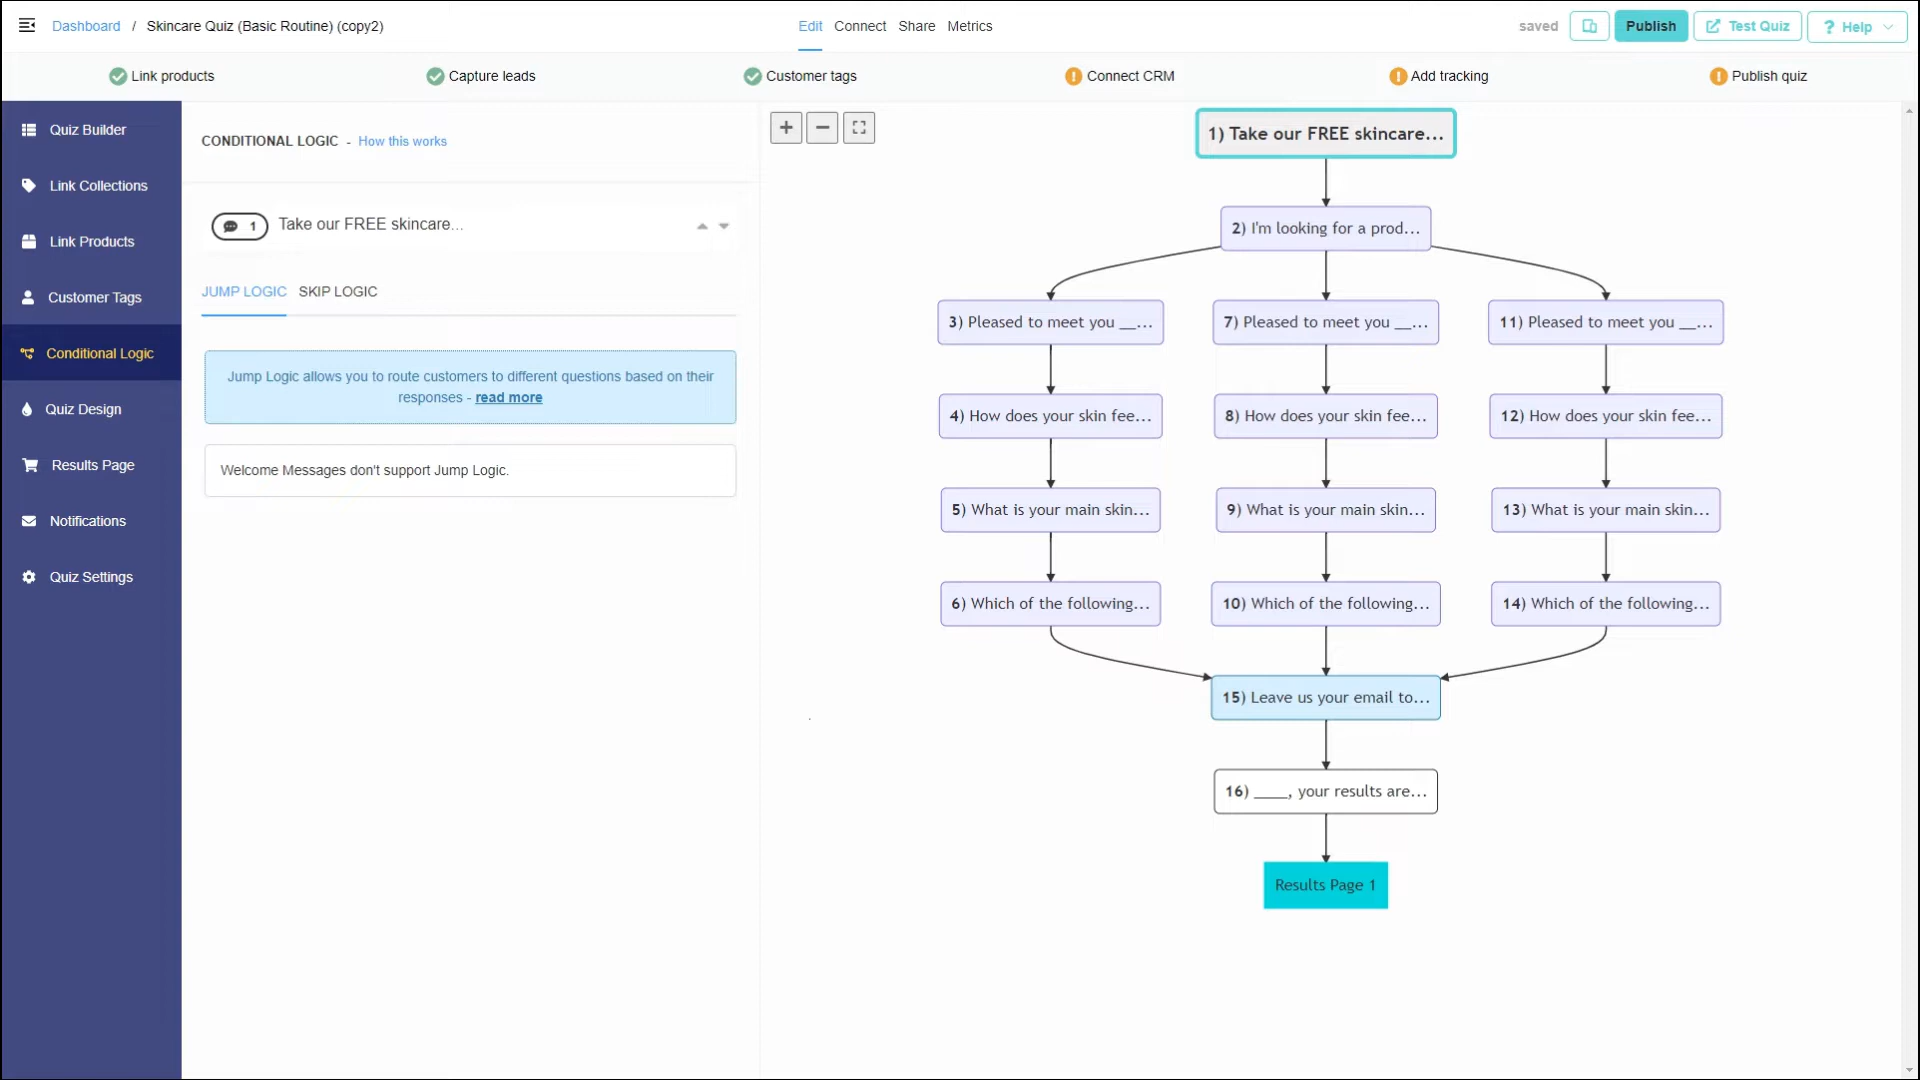 Dashboard / Skincare Quiz (Basic Routine) (copy2)
Edit Connect Share Metrics
saved Publish Test Quiz ? Help
Link products
Capture leads
Customer tags
Connect CRM
Add tracking
Publish quiz
Quiz Builder
Link Collections
Link Products
Customer Tags
Conditional Logic
Quiz Design
Results Page
Notifications
Quiz Settings
CONDITIONAL LOGIC - How this works
1 Take our FREE skincare...
JUMP LOGIC SKIP LOGIC
Jump Logic allows you to route customers to different questions based on their
responses - read more
Welcome Messages don't support Jump Logic.
1) Take our FREE skincare...
2) I'm looking for a prod...
3) Pleased to meet you __...
7) Pleased to meet you __...
11) Pleased to meet you __...
4) How does your skin fee...
8) How does your skin fee...
12) How does your skin fee...
5) What is your main skin...
9) What is your main skin...
13) What is your main skin...
6) Which of the following...
10) Which of the following...
14) Which of the following...
15) Leave us your email to...
16) ____, your results are...
Results Page 1